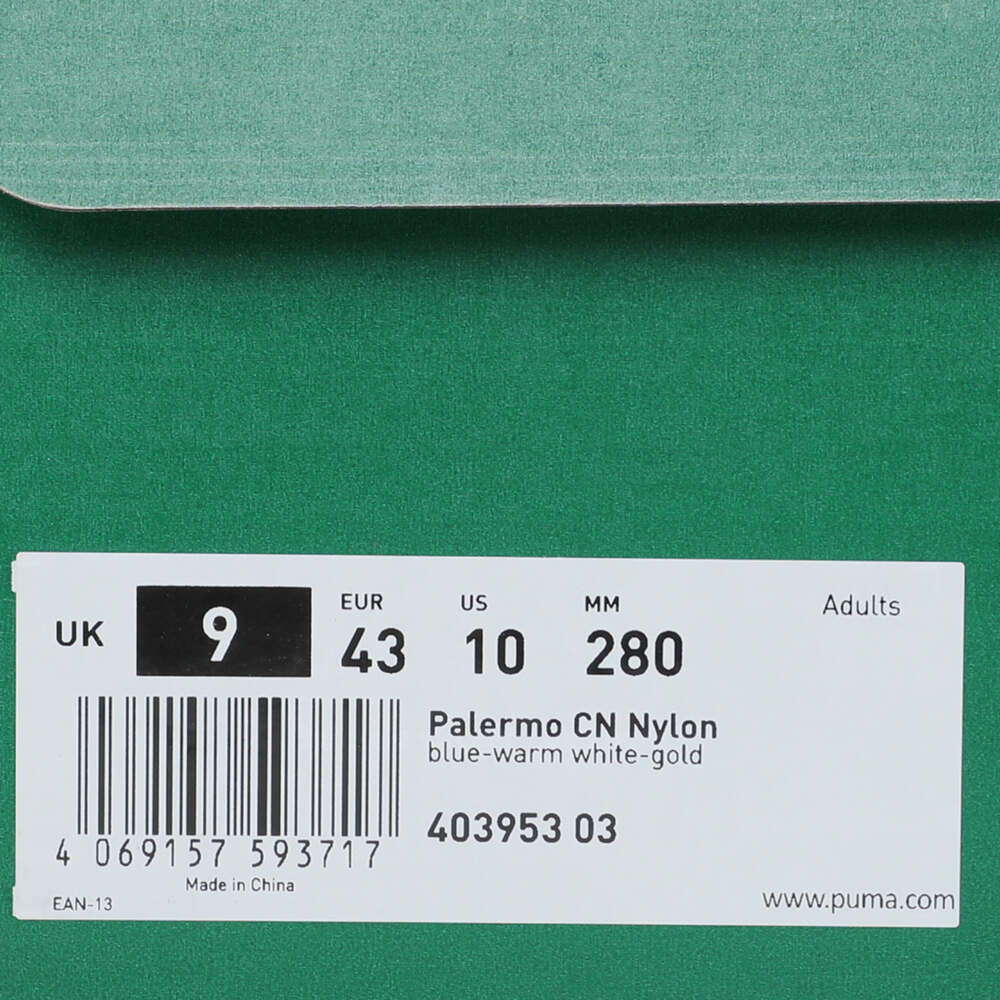 UK 9
EUR 43
US 10
MM 280
Adults
Palermo CN Nylon
blue-warm white-gold
403953 03
4 069157 593717
Made in China
EAN-13
www.puma.com